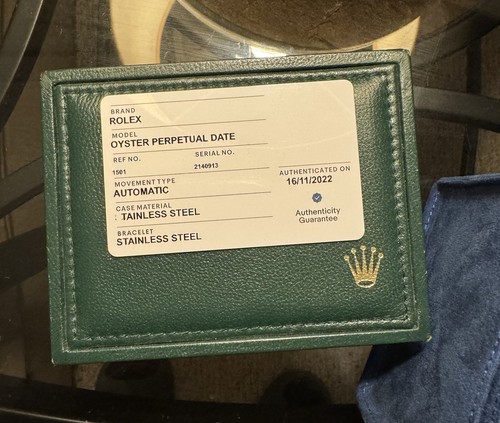 BRAND
ROLEX
MODEL
OYSTER PERPETUAL DATE
REF NO. SERIAL NO.
1501 2140913
MOVEMENT TYPE
AUTOMATIC
CASE MATERIAL
: TAINLESS STEEL
BRACELET
STAINLESS STEEL
AUTHENTICATED ON
16/11/2022
Authenticity
Guarantee